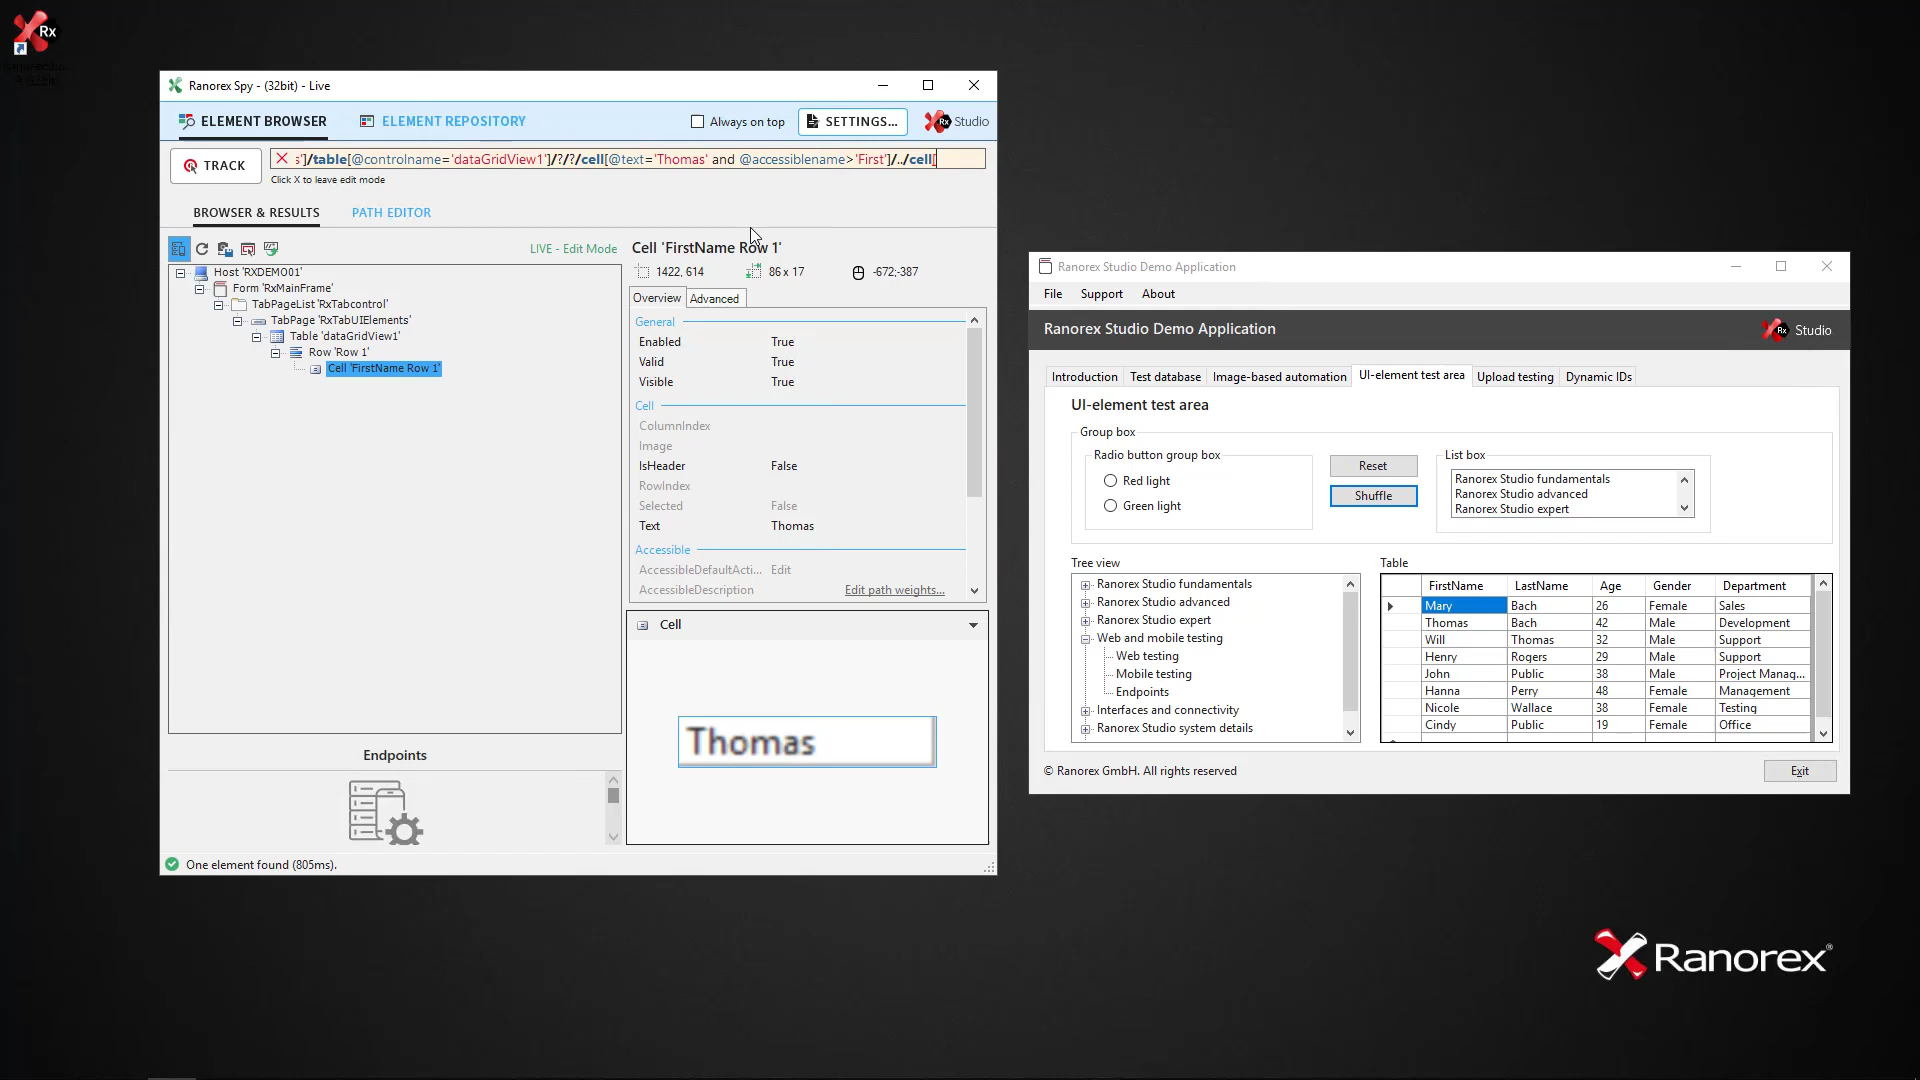 Rx
Ranorex Spy - (32bit) - Live
ELEMENT BROWSER
ELEMENT REPOSITORY
Always on top
SETTINGS...
Rx Studio
TRACK
s']/table[@controlname='dataGridView1']/?/?/cell[@text='Thomas' and @accessiblename>'First']/../cell[
Click X to leave edit mode
BROWSER & RESULTS
PATH EDITOR
LIVE - Edit Mode
Host 'RXDEMO01'
Form 'RxMainFrame'
TabPageList 'RxTabcontrol'
TabPage 'RxTabUIElements'
Table 'dataGridView1'
Row 'Row 1'
Cell 'FirstName Row 1'
Endpoints
One element found (805ms).
Cell 'FirstName Row 1'
1422, 614
86 x 17
-672;-387
Overview
Advanced
General
Enabled True
Valid True
Visible True
Cell
ColumnIndex
Image
IsHeader False
RowIndex
Selected False
Text Thomas
Accessible
AccessibleDefaultActi... Edit
AccessibleDescription
Edit path weights...
Cell
Thomas
Ranorex Studio Demo Application
File Support About
Ranorex Studio Demo Application
Rx Studio
Introduction Test database Image-based automation UI-element test area Upload testing Dynamic IDs
UI-element test area
Group box
Radio button group box
Red light
Green light
Reset
Shuffle
List box
Ranorex Studio fundamentals
Ranorex Studio advanced
Ranorex Studio expert
Tree view
Ranorex Studio fundamentals
Ranorex Studio advanced
Ranorex Studio expert
Web and mobile testing
Web testing
Mobile testing
Endpoints
Interfaces and connectivity
Ranorex Studio system details
Table
FirstName LastName Age Gender Department
Mary Bach 26 Female Sales
Thomas Bach 42 Male Development
Will Thomas 32 Male Support
Henry Rogers 29 Male Support
John Public 38 Male Project Manag...
Hanna Perry 48 Female Management
Nicole Wallace 38 Female Testing
Cindy Public 19 Female Office
© Ranorex GmbH. All rights reserved
Exit
Ranorex®